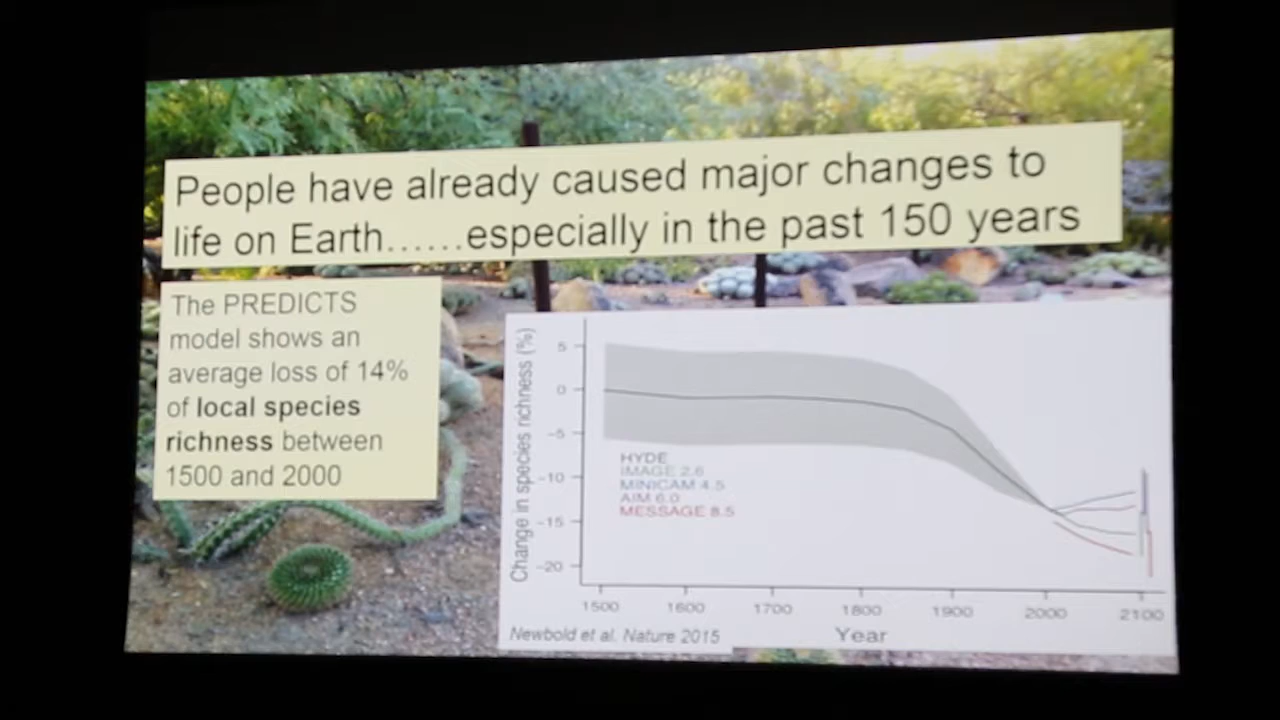 People have already caused major changes to
life on Earth......especially in the past 150 years
The PREDICTS
model shows an
average loss of 14%
of local species
richness between
1500 and 2000
Change in species richness (%)
5
0
-5
-10
-15
-20
HYDE
IMAGE 2.6
MINICAM 4.5
AIM 6.0
MESSAGE 8.5
1500 1600 1700 1800 1900 2000 2100
Year
Newbold et al. Nature 2015